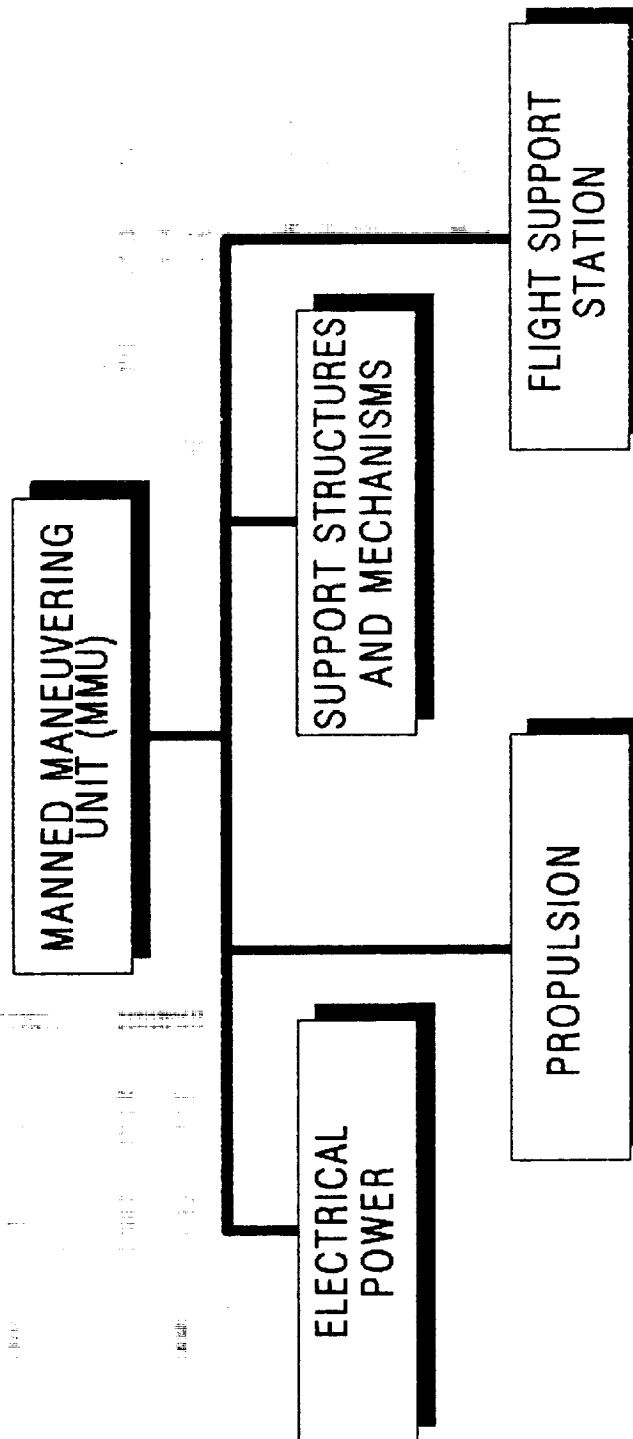 MANNED MANEUVERING
UNIT (MMU)
ELECTRICAL
POWER
SUPPORT STRUCTURES
AND MECHANISMS
PROPULSION
FLIGHT SUPPORT
STATION